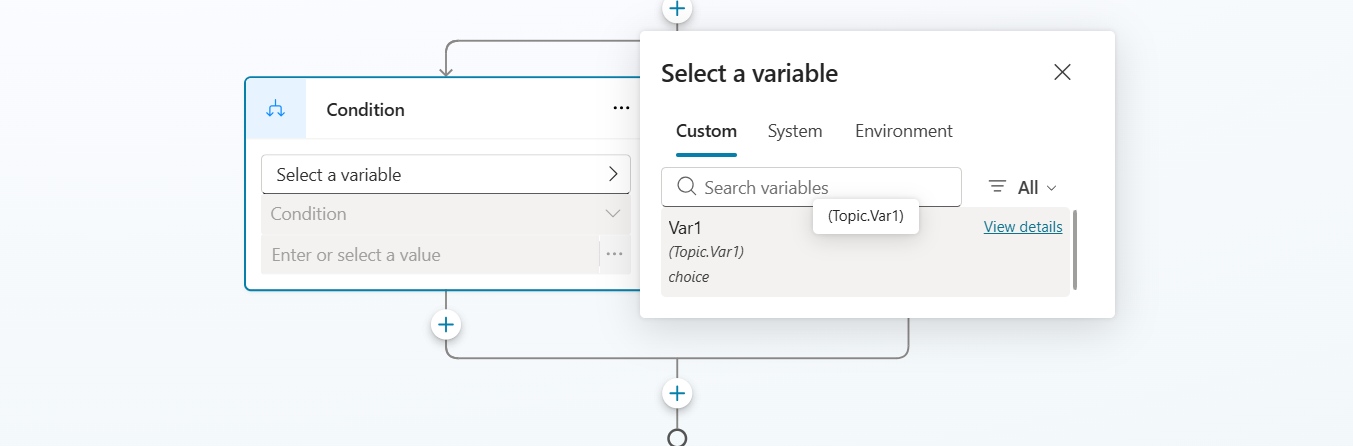 Condition
Select a variable
Condition
Enter or select a value
Select a variable
Custom System Environment
Search variables
All
(Topic.Var1)
Var1
View details
(Topic.Var1)
choice